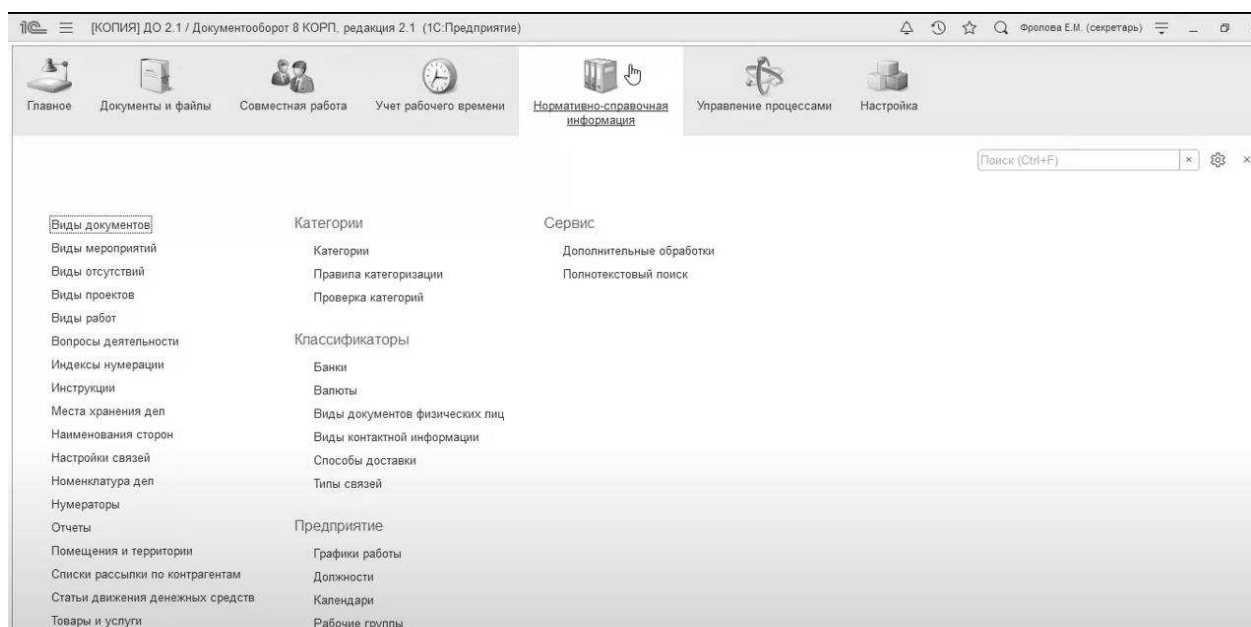 [КОПИЯ] ДО 2.1 / Документооборот 8 КОРП, редакция 2.1 (1С:Предприятие)
Фролова Е.М. (секретарь)
Главное
Документы и файлы
Совместная работа
Учет рабочего времени
Нормативно-справочная
информация
Управление процессами
Настройка
Поиск (Ctrl+F)
Виды документов
Виды мероприятий
Виды отсутствий
Виды проектов
Виды работ
Вопросы деятельности
Индексы нумерации
Инструкции
Места хранения дел
Наименования сторон
Настройки связей
Номенклатура дел
Нумераторы
Отчеты
Помещения и территории
Списки рассылки по контрагентам
Статьи движения денежных средств
Товары и услуги
Категории
Категории
Правила категоризации
Проверка категорий
Классификаторы
Банки
Валюты
Виды документов физических лиц
Виды контактной информации
Способы доставки
Типы связей
Предприятие
Графики работы
Должности
Календари
Рабочие группы
Сервис
Дополнительные обработки
Полнотекстовый поиск